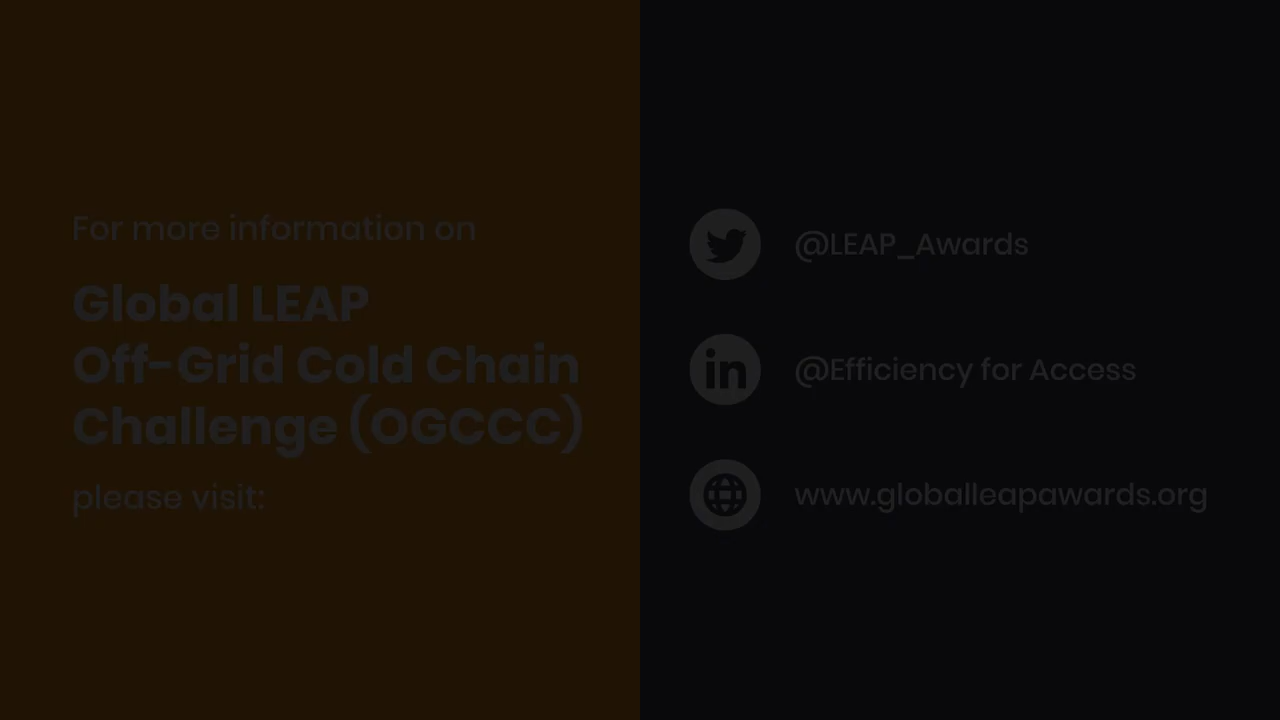 For more information on
Global LEAP
Off-Grid Cold Chain
Challenge (OGCCC)
please visit:
@LEAP_Awards
@Efficiency for Access
www.globalleapawards.org